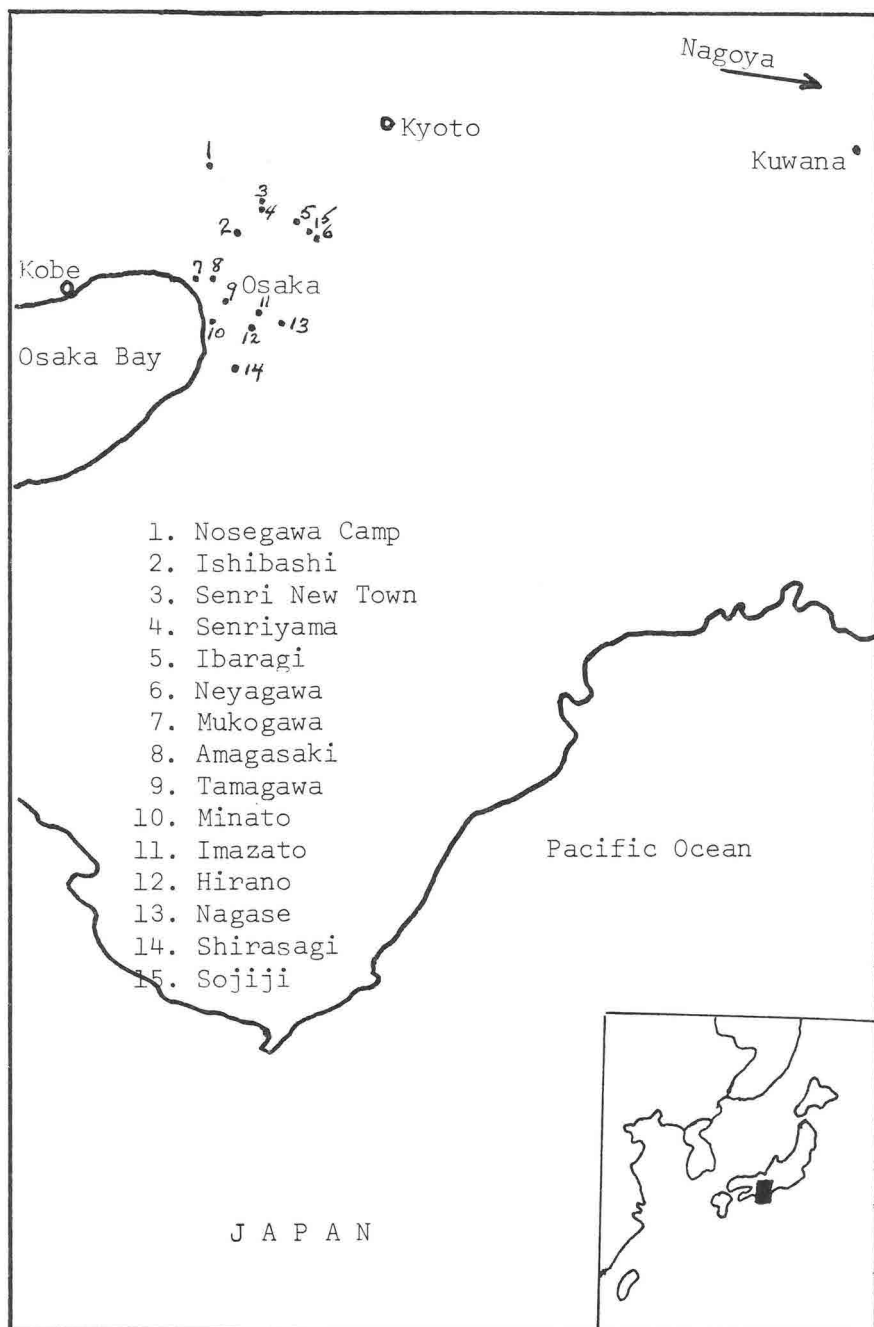 Nagoya
Kyoto
Kuwana
1
3
4
5
15
6
2
Kobe
7
8
Osaka
9
11
10
12
13
Osaka Bay
14
1. Nosegawa Camp
2. Ishibashi
3. Senri New Town
4. Senriyama
5. Ibaragi
6. Neyagawa
7. Mukogawa
8. Amagasaki
9. Tamagawa
10. Minato
11. Imazato
12. Hirano
13. Nagase
14. Shirasagi
15. Sojiji
Pacific Ocean
J A P A N